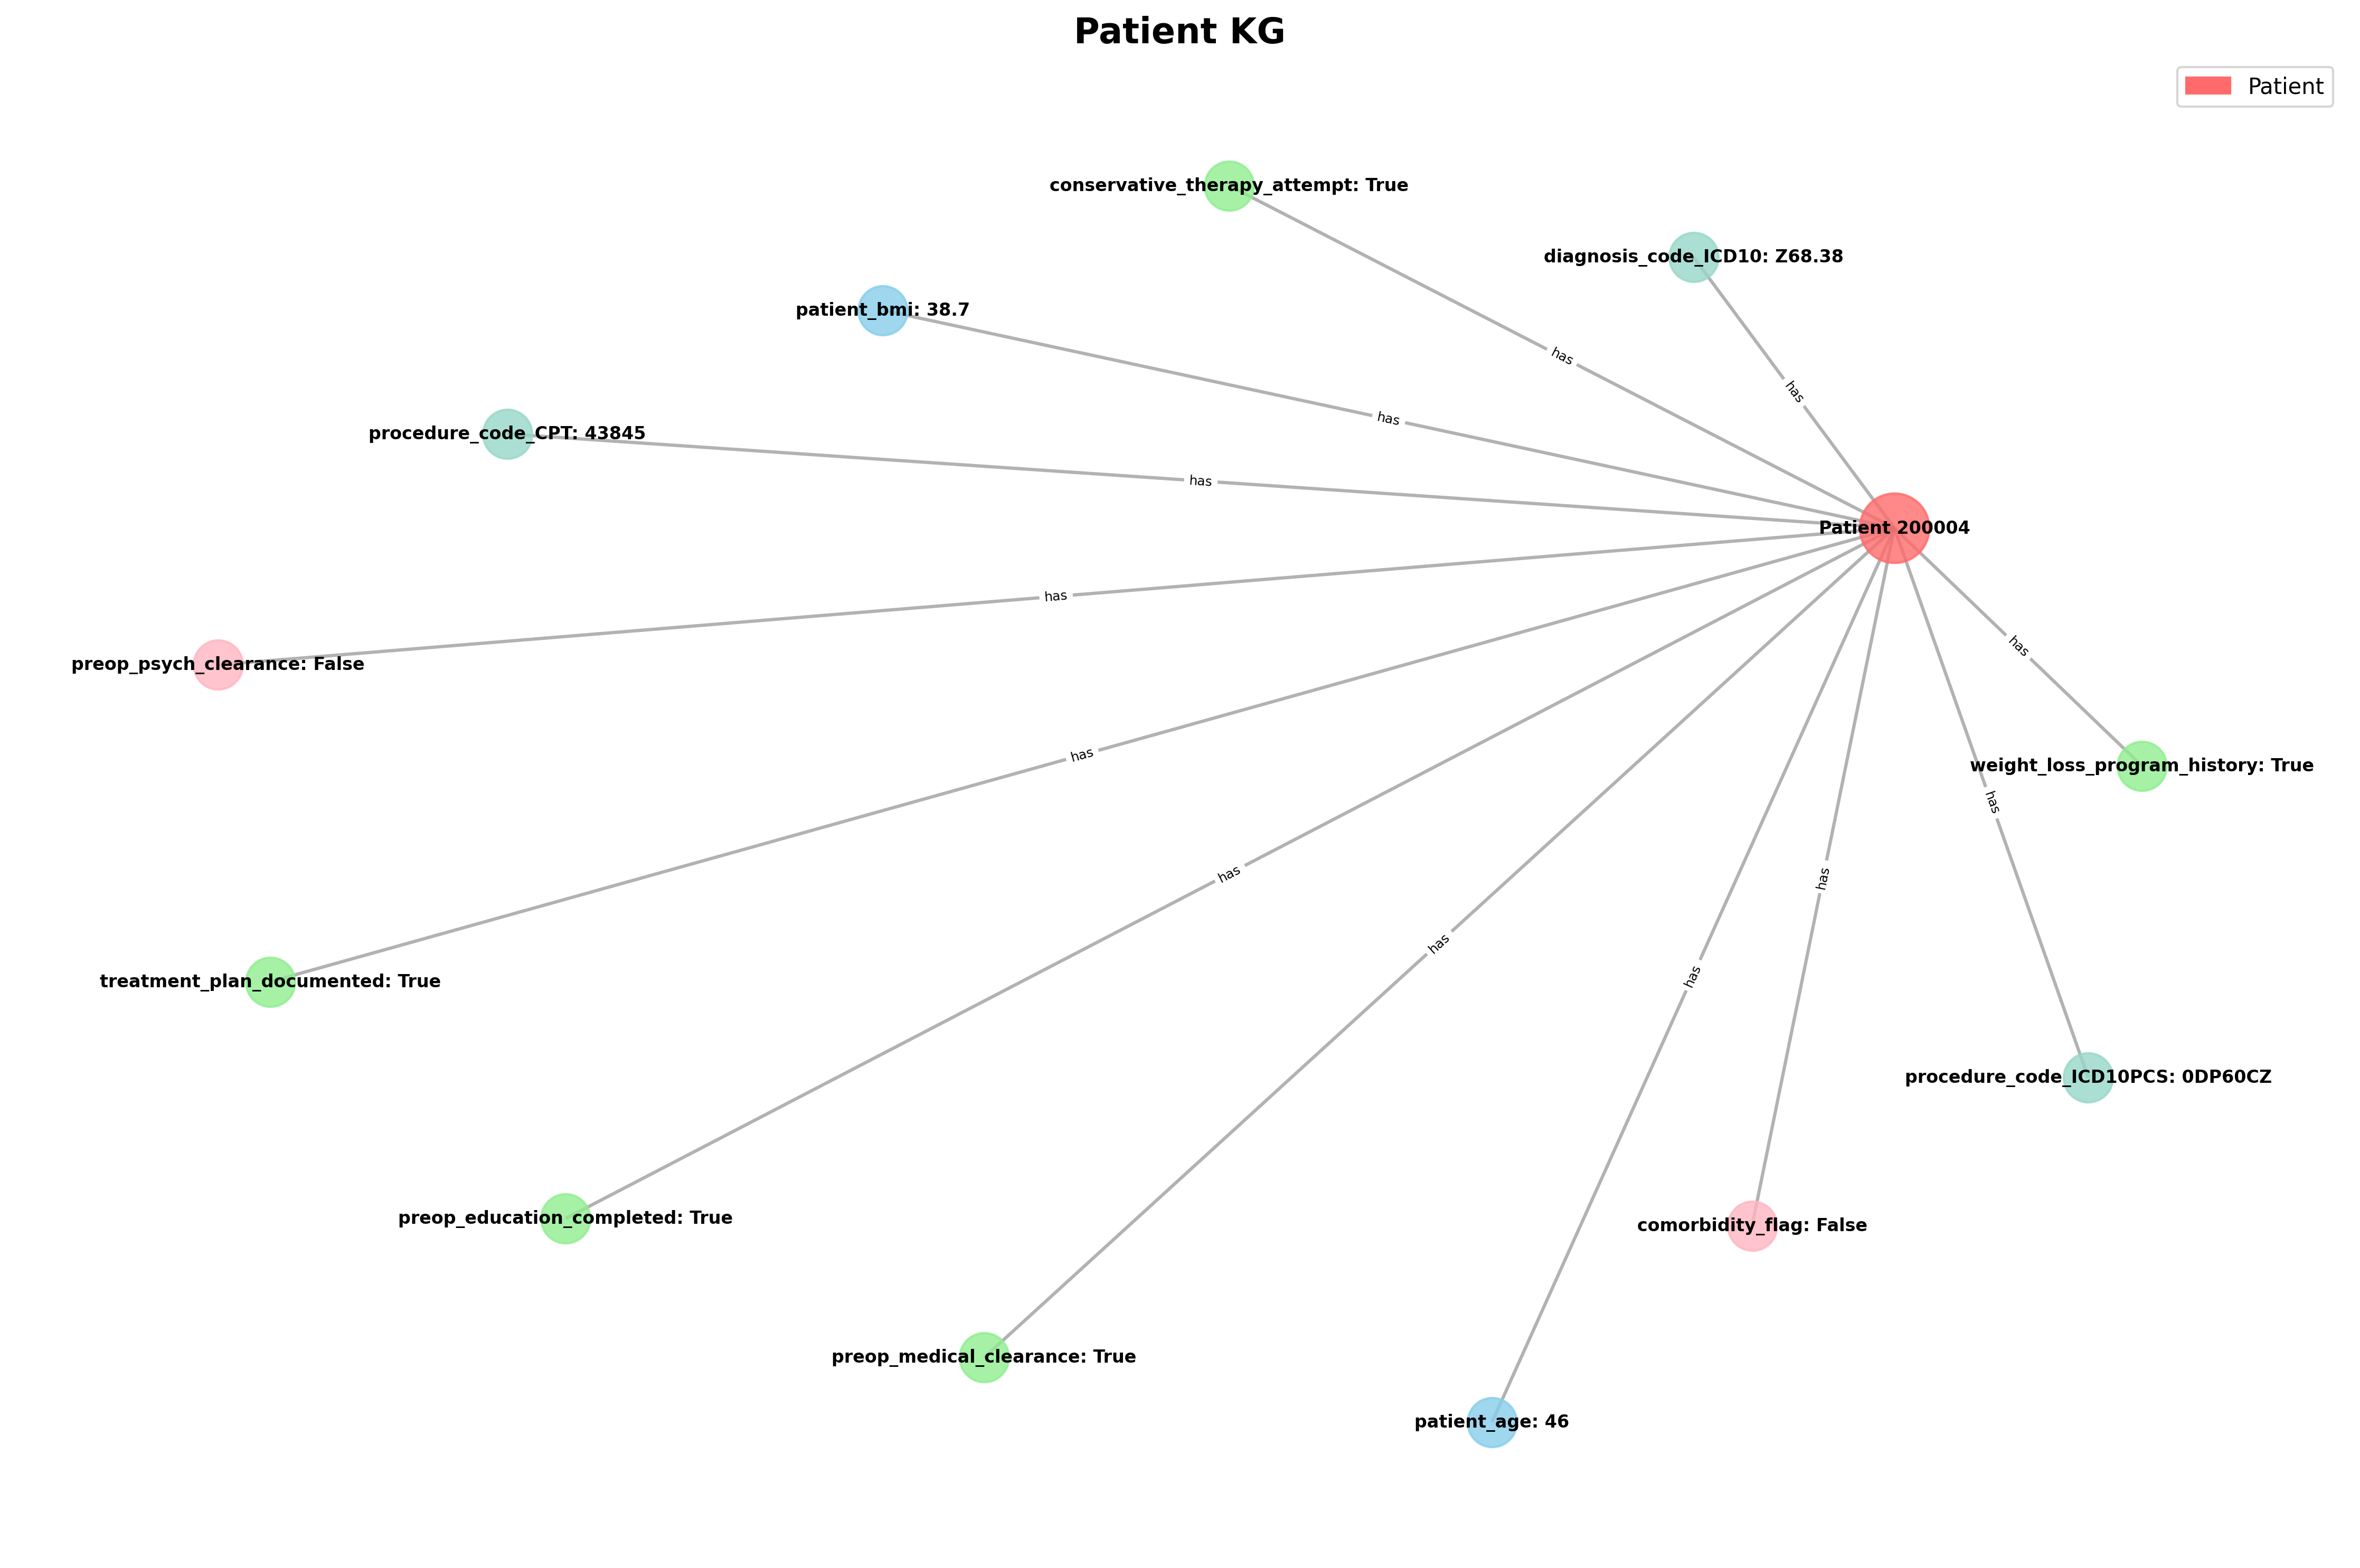 Patient KG
Patient
conservative_therapy_attempt: True
diagnosis_code_ICD10: Z68.38
patient_bmi: 38.7
has
has
has
procedure_code_CPT: 43845
has
Patient 200004
has
has
preop_psych_clearance: False
has
weight_loss_program_history: True
has
has
has
has
has
treatment_plan_documented: True
procedure_code_ICD10PCS: 0DP60CZ
preop_education_completed: True
comorbidity_flag: False
preop_medical_clearance: True
patient_age: 46